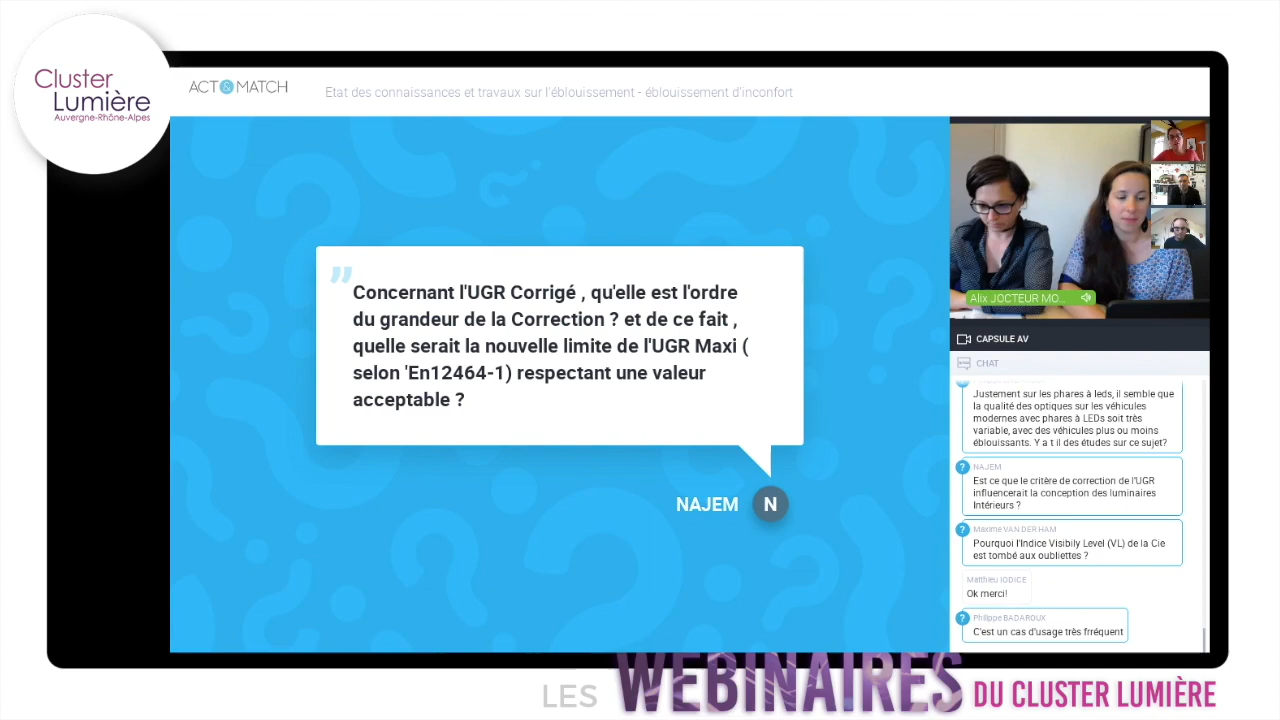 Cluster
Lumière
Auvergne-Rhône-Alpes
ACT & MATCH
Etat des connaissances et travaux sur l'éblouissement - éblouissement d'inconfort
Concernant l'UGR Corrigé , qu'elle est l'ordre
du grandeur de la Correction ? et de ce fait ,
quelle serait la nouvelle limite de l'UGR Maxi (
selon 'En12464-1) respectant une valeur
acceptable ?
NAJEM N
Alix JOCTEUR MO...
CAPSULE AV
CHAT
Justement sur les phares à leds, il semble que
la qualité des optiques sur les véhicules
modernes avec phares à LEDs soit très
variable, avec des véhicules plus ou moins
éblouissants. Y a t il des études sur ce sujet?
? NAJEM
Est ce que le critère de correction de l'UGR
influencerait la conception des luminaires
Intérieurs ?
? Maxime VAN DER HAM
Pourquoi l'Indice Visibily Level (VL) de la Cie
est tombé aux oubliettes ?
Matthieu IODICE
Ok merci!
? Philippe BADAROUX
C'est un cas d'usage très frréquent
LES WEBINAIRES DU CLUSTER LUMIÈRE